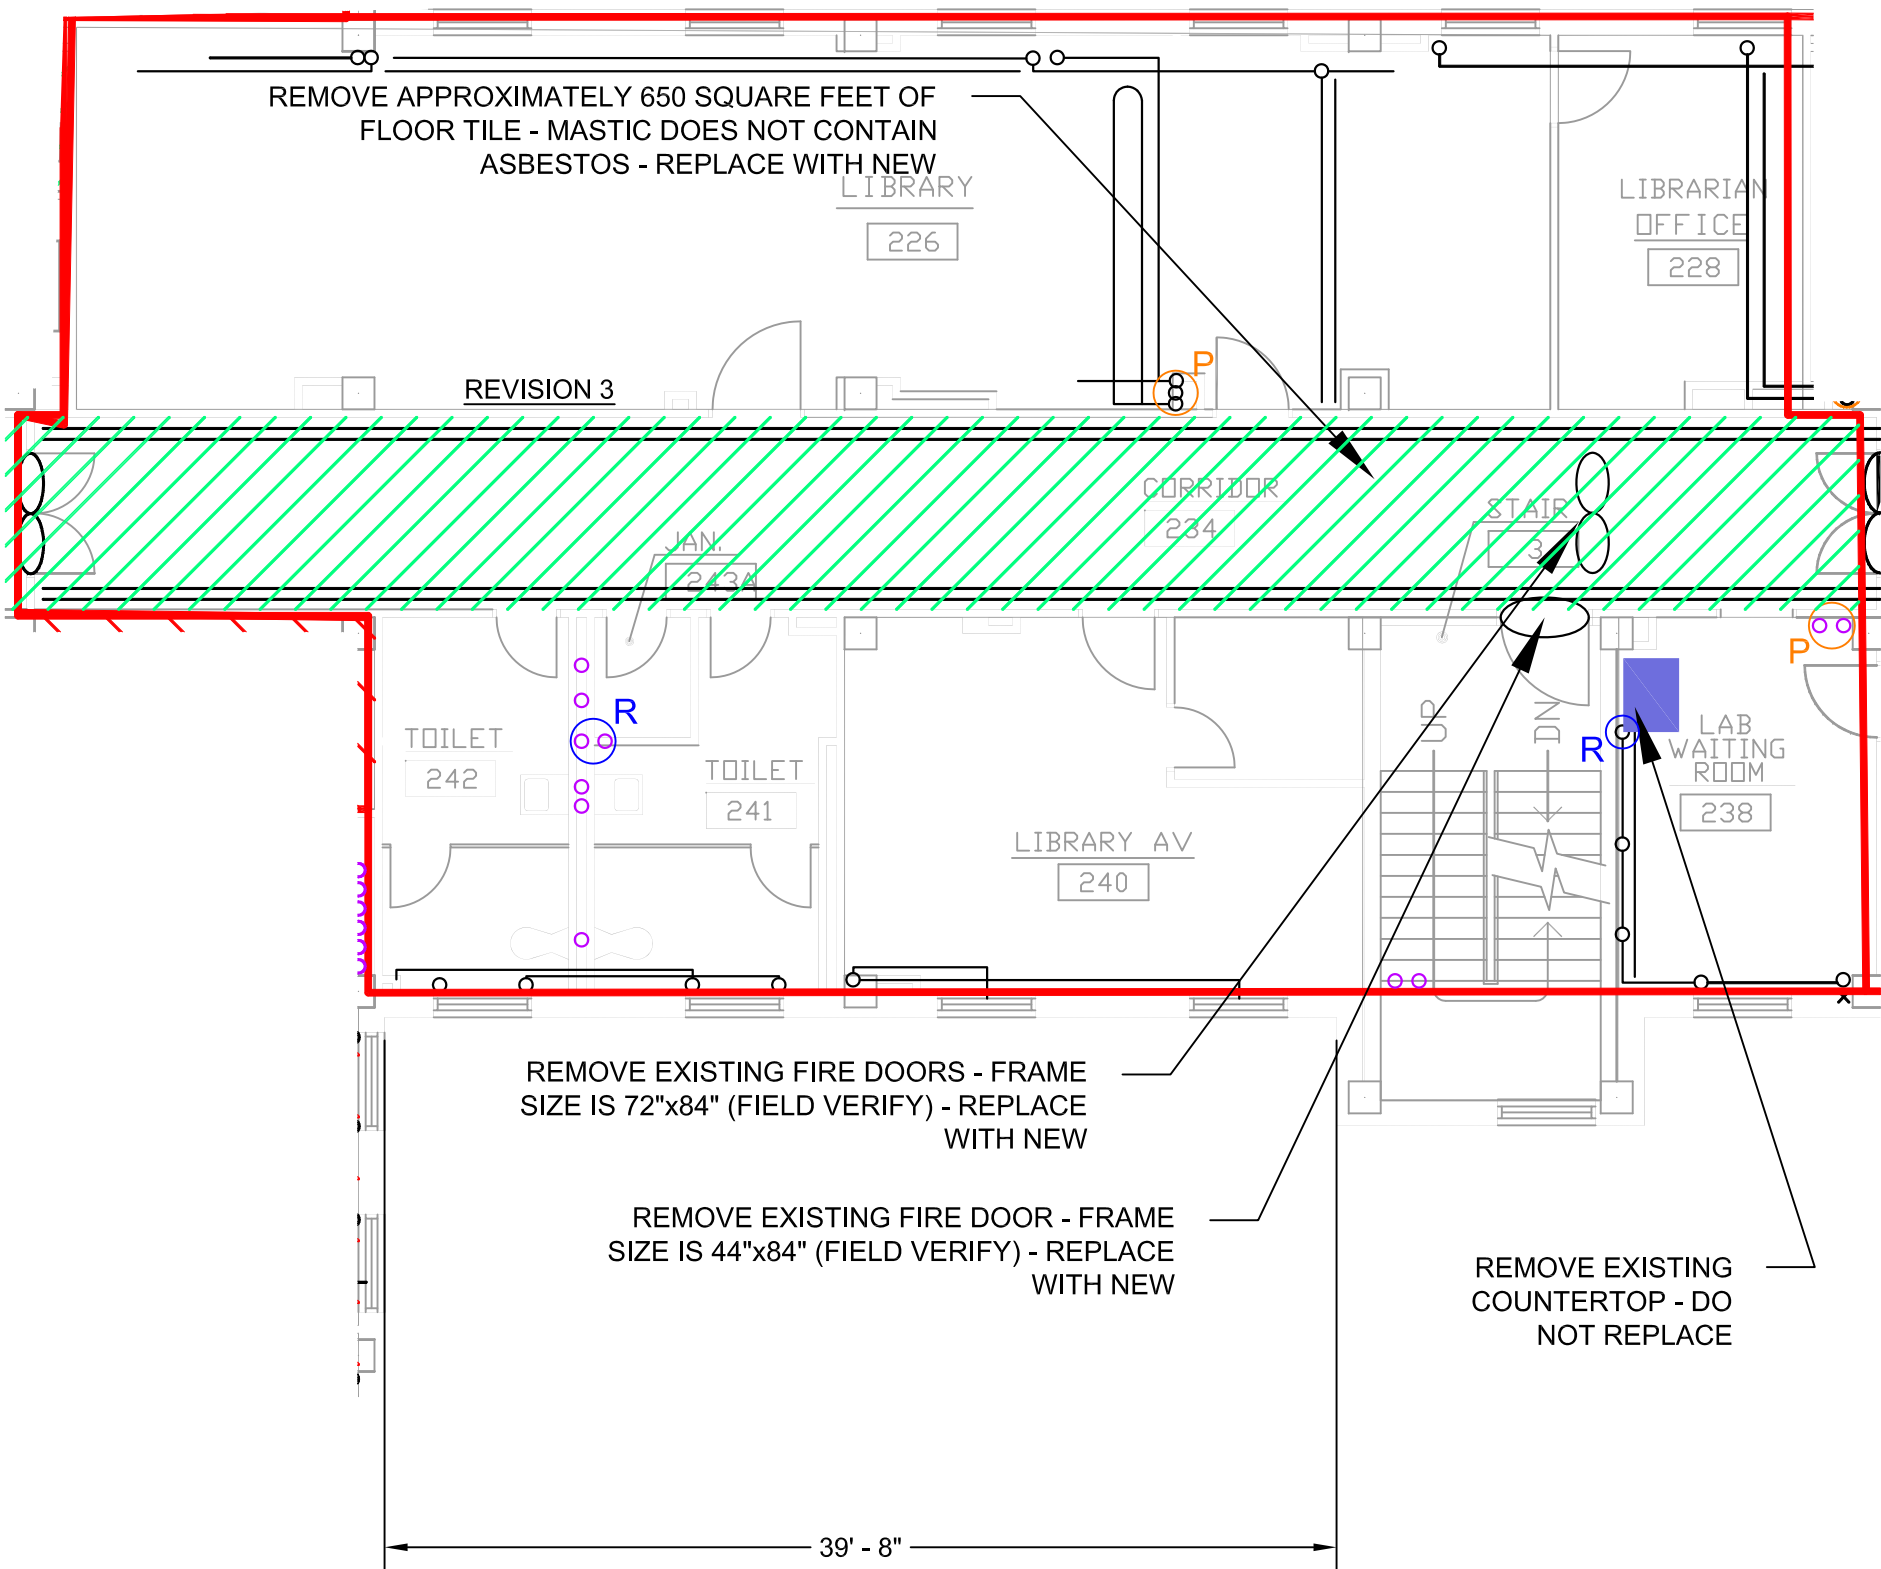 REMOVE APPROXIMATELY 650 SQUARE FEET OF
FLOOR TILE - MASTIC DOES NOT CONTAIN
ASBESTOS - REPLACE WITH NEW
LIBRARY
226
LIBRARIAN
OFFICE
228
REVISION 3
P
CORRIDOR
234
STAIR
3
JAN.
243A
P
R
TOILET
242
TOILET
241
LIBRARY AV
240
UP
DN
R
LAB
WAITING
ROOM
238
REMOVE EXISTING FIRE DOORS - FRAME
SIZE IS 72"x84" (FIELD VERIFY) - REPLACE
WITH NEW
REMOVE EXISTING FIRE DOOR - FRAME
SIZE IS 44"x84" (FIELD VERIFY) - REPLACE
WITH NEW
REMOVE EXISTING
COUNTERTOP - DO
NOT REPLACE
39' - 8"